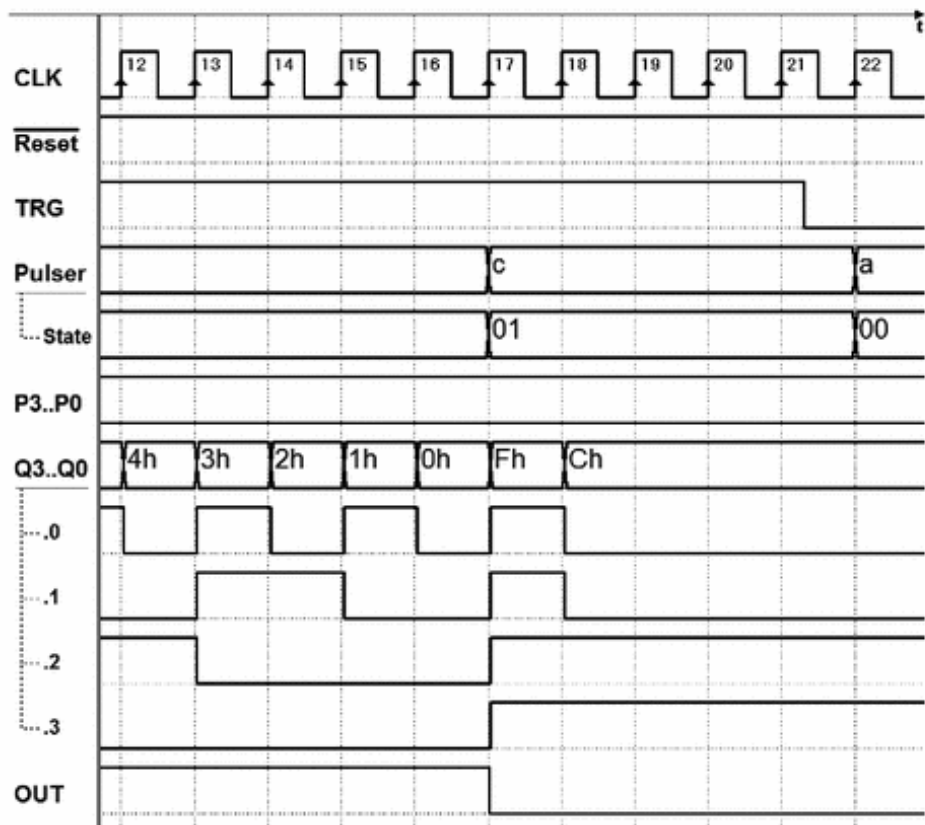 t
CLK 12 13 14 15 16 17 18 19 20 21 22
Reset
TRG
Pulser c a
State 01 00
P3..P0
Q3..Q0 4h 3h 2h 1h 0h Fh Ch
.0
.1
.2
.3
OUT